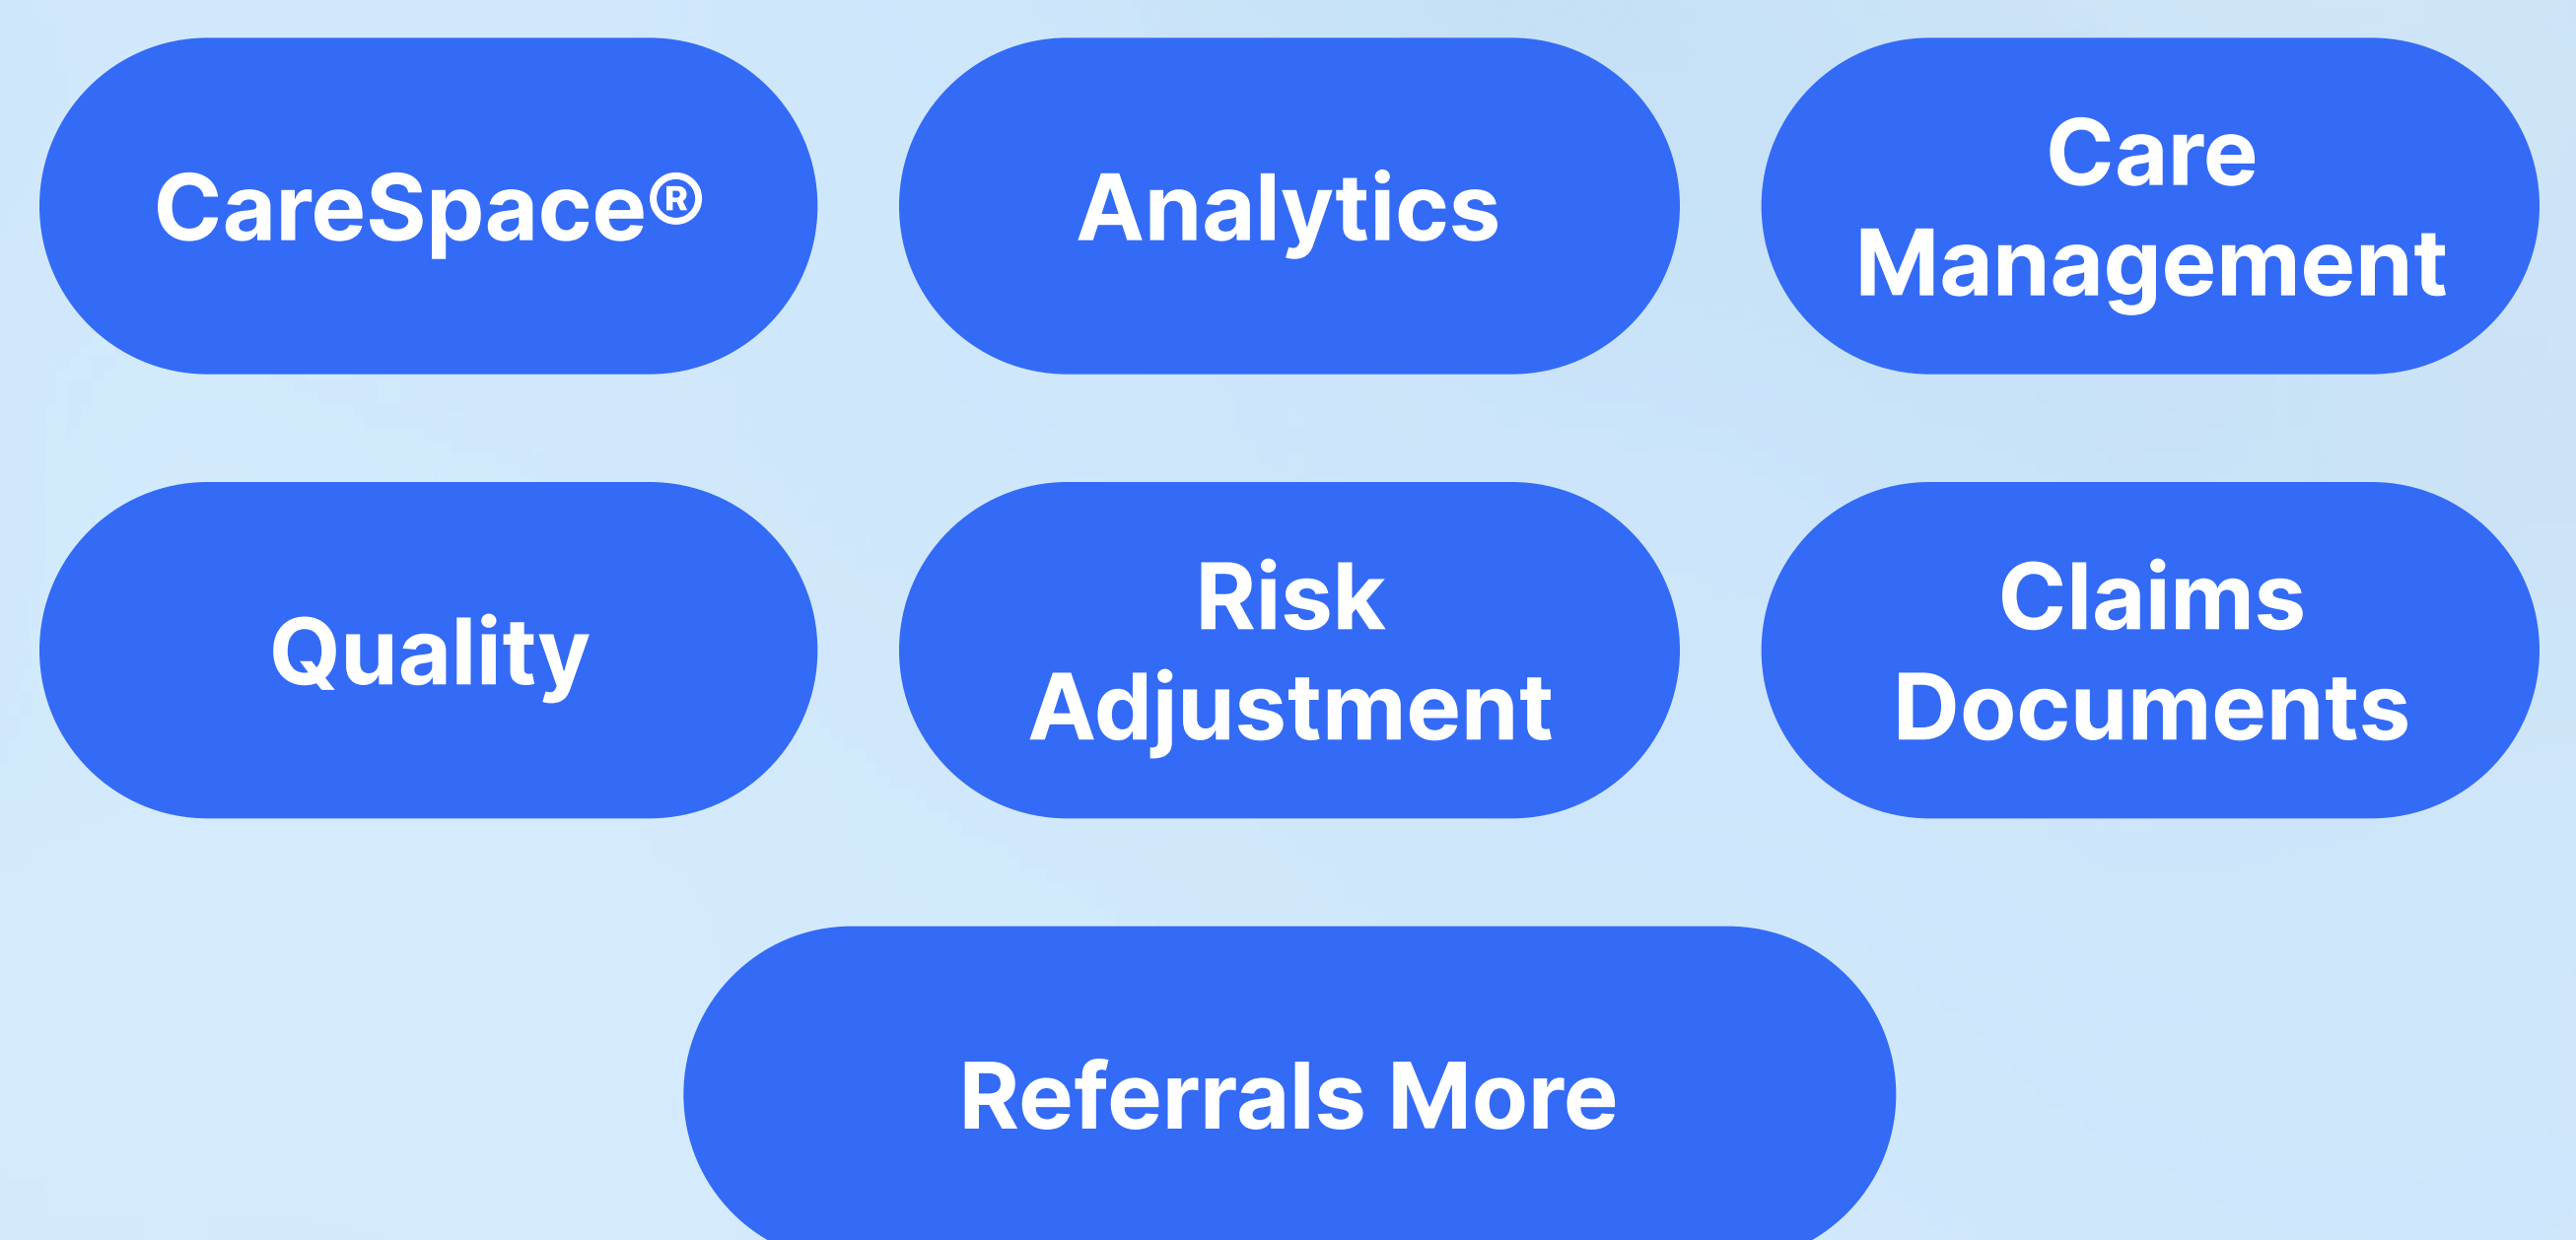 CareSpace®
Analytics
Care
Management
Quality
Risk
Adjustment
Claims
Documents
Referrals More